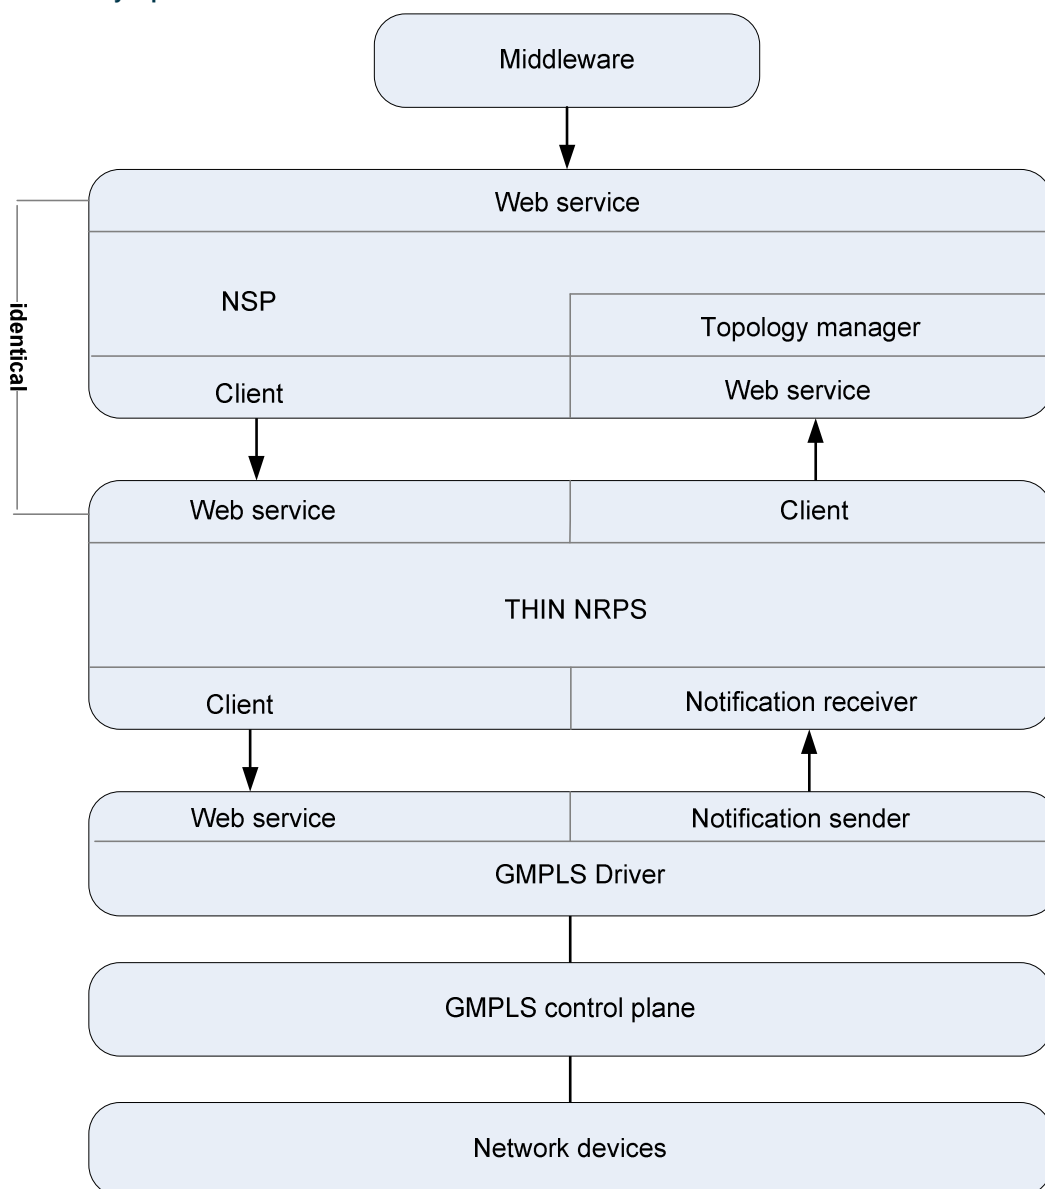 Middleware
Web service
NSP
Topology manager
Client
Web service
identical
Web service
Client
THIN NRPS
Client
Notification receiver
Web service
Notification sender
GMPLS Driver
GMPLS control plane
Network devices